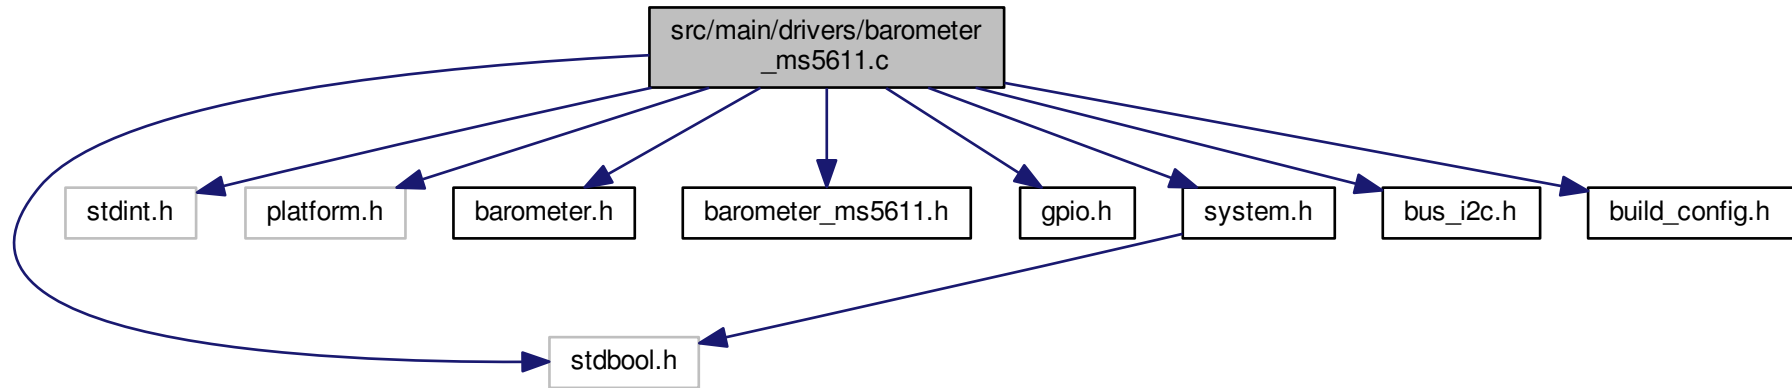 src/main/drivers/barometer
_ms5611.c
stdint.h
platform.h
barometer.h
barometer_ms5611.h
gpio.h
system.h
bus_i2c.h
build_config.h
stdbool.h